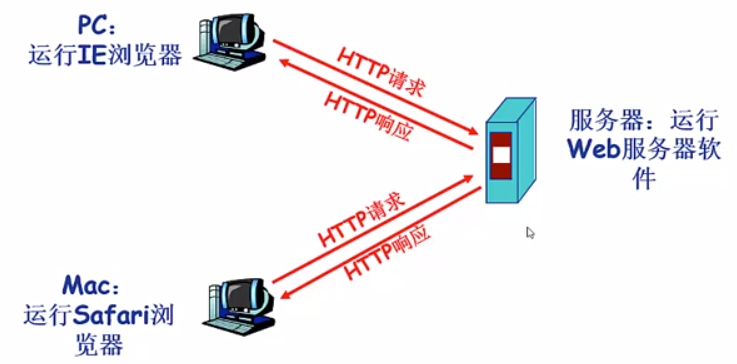 PC：
运行IE浏览器
HTTP请求
HTTP响应
服务器：运行
Web服务器软
件
HTTP请求
HTTP响应
Mac：
运行Safari浏
览器